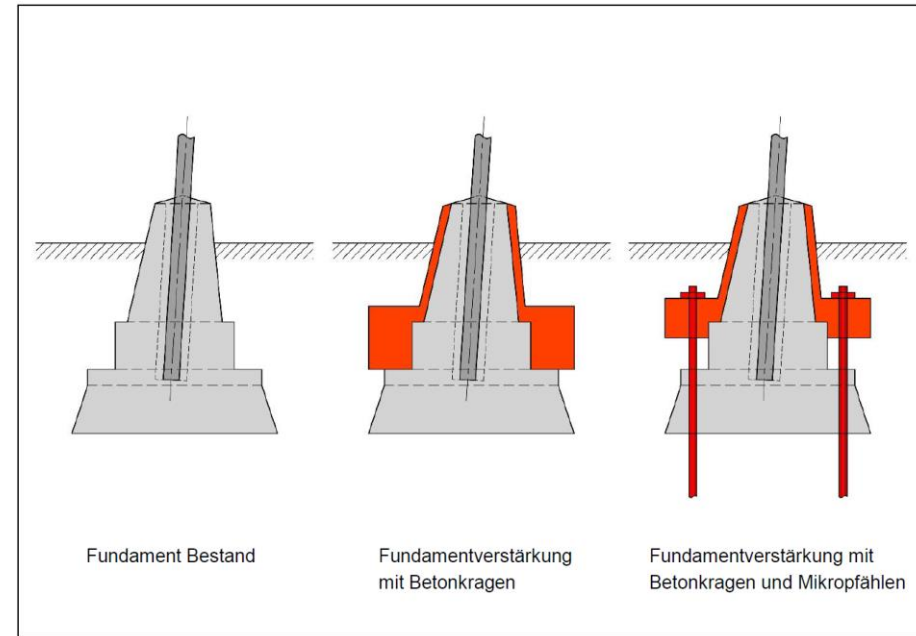 Fundament Bestand
Fundamentverstärkung
mit Betonkragen
Fundamentverstärkung mit
Betonkragen und Mikropfählen